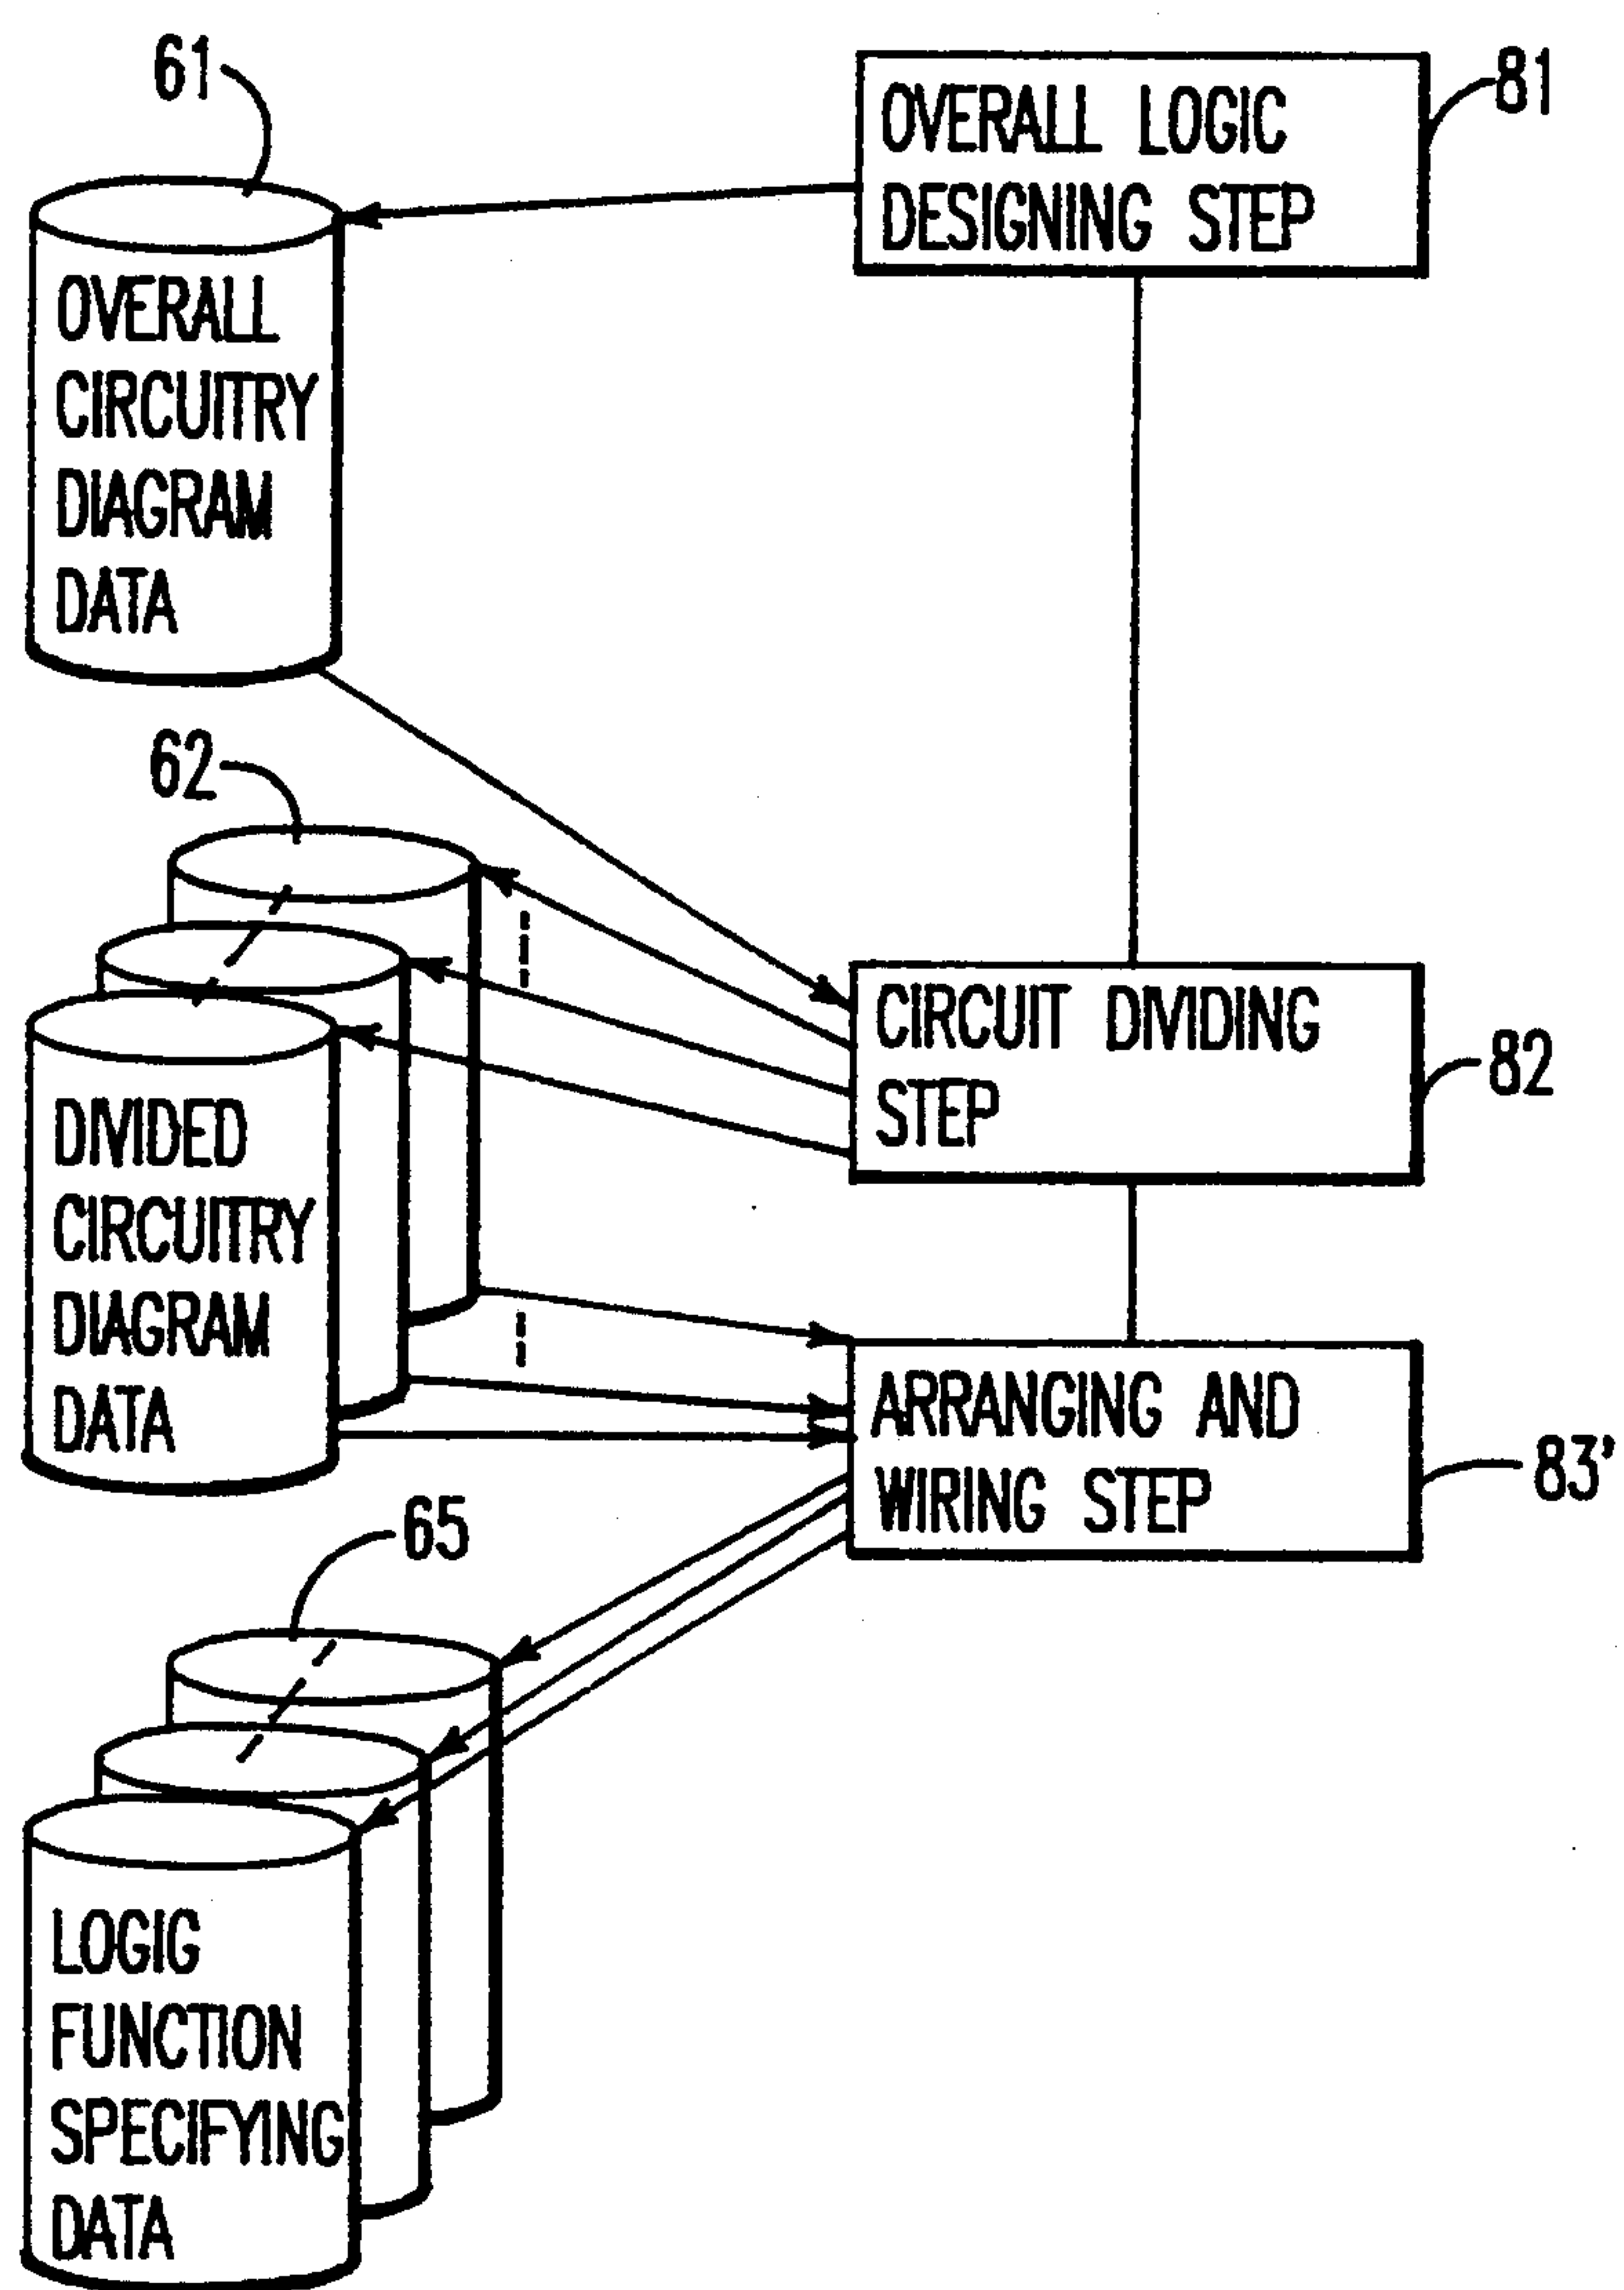 61
81
OVERALL LOGIC
DESIGNING STEP
OVERALL
CIRCUITRY
DIAGRAM
DATA
62
CIRCUIT DIVIDING
STEP
82
DIVIDED
CIRCUITRY
DIAGRAM
DATA
ARRANGING AND
WIRING STEP
83'
65
LOGIC
FUNCTION
SPECIFYING
DATA